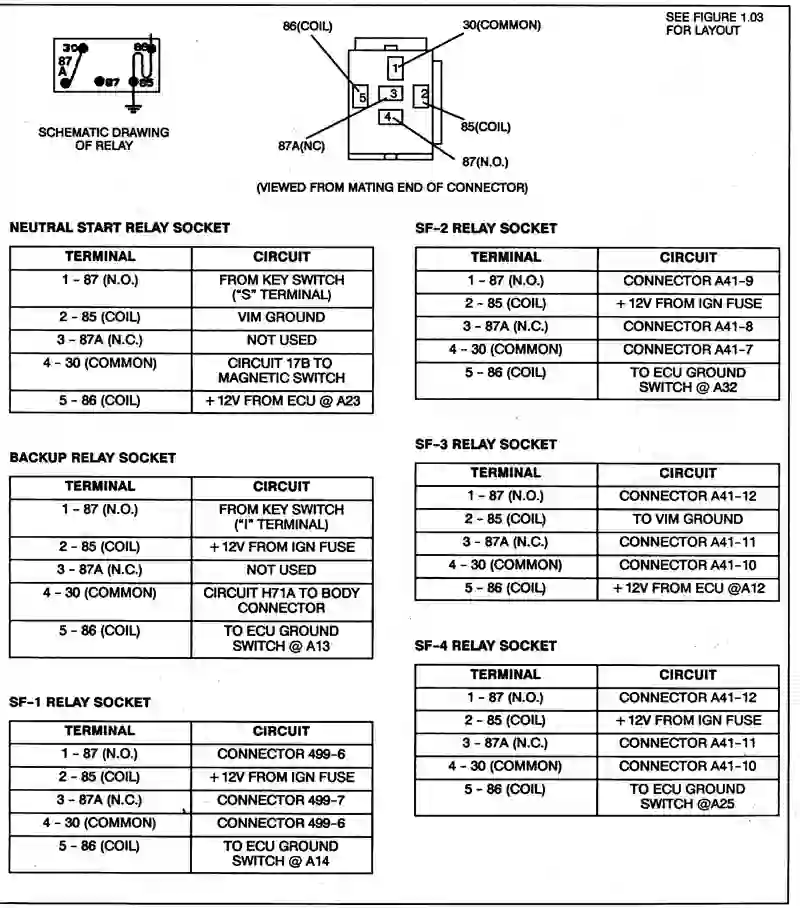 SEE FIGURE 1.03
FOR LAYOUT
86(COIL)
30(COMMON)
30
86
87
A
87
85
1
5
3
2
4
SCHEMATIC DRAWING
OF RELAY
87A(NC)
85(COIL)
87(N.O.)
(VIEWED FROM MATING END OF CONNECTOR)
NEUTRAL START RELAY SOCKET
TERMINAL CIRCUIT
1 - 87 (N.O.) FROM KEY SWITCH
("S" TERMINAL)
2 - 85 (COIL) VIM GROUND
3 - 87A (N.C.) NOT USED
4 - 30 (COMMON) CIRCUIT 17B TO
MAGNETIC SWITCH
5 - 86 (COIL) +12V FROM ECU @ A23
BACKUP RELAY SOCKET
TERMINAL CIRCUIT
1 - 87 (N.O.) FROM KEY SWITCH
("I" TERMINAL)
2 - 85 (COIL) +12V FROM IGN FUSE
3 - 87A (N.C.) NOT USED
4 - 30 (COMMON) CIRCUIT H71A TO BODY
CONNECTOR
5 - 86 (COIL) TO ECU GROUND
SWITCH @ A13
SF-1 RELAY SOCKET
TERMINAL CIRCUIT
1 - 87 (N.O.) CONNECTOR 499-6
2 - 85 (COIL) +12V FROM IGN FUSE
3 - 87A (N.C.) CONNECTOR 499-7
4 - 30 (COMMON) CONNECTOR 499-6
5 - 86 (COIL) TO ECU GROUND
SWITCH @ A14
SF-2 RELAY SOCKET
TERMINAL CIRCUIT
1 - 87 (N.O.) CONNECTOR A41-9
2 - 85 (COIL) +12V FROM IGN FUSE
3 - 87A (N.C.) CONNECTOR A41-8
4 - 30 (COMMON) CONNECTOR A41-7
5 - 86 (COIL) TO ECU GROUND
SWITCH @ A32
SF-3 RELAY SOCKET
TERMINAL CIRCUIT
1 - 87 (N.O.) CONNECTOR A41-12
2 - 85 (COIL) TO VIM GROUND
3 - 87A (N.C.) CONNECTOR A41-11
4 - 30 (COMMON) CONNECTOR A41-10
5 - 86 (COIL) +12V FROM ECU @A12
SF-4 RELAY SOCKET
TERMINAL CIRCUIT
1 - 87 (N.O.) CONNECTOR A41-12
2 - 85 (COIL) +12V FROM IGN FUSE
3 - 87A (N.C.) CONNECTOR A41-11
4 - 30 (COMMON) CONNECTOR A41-10
5 - 86 (COIL) TO ECU GROUND
SWITCH @A25